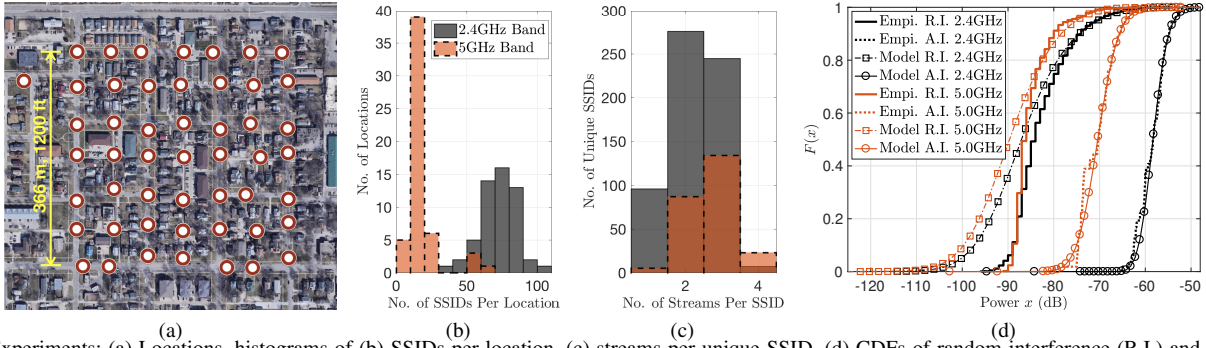 366 m, 1200 ft
(a)
40
35
30
25
20
15
10
5
0
No. of Locations
2.4GHz Band
5GHz Band
0
50
100
No. of SSIDs Per Location
(b)
300
250
200
150
100
50
0
No. of Unique SSIDs
2
4
No. of Streams Per SSID
(c)
1
0.8
0.6
0.4
0.2
0
F(x)
Empi. R.I. 2.4GHz
Empi. A.I. 2.4GHz
Model R.I. 2.4GHz
Model A.I. 2.4GHz
Empi. R.I. 5.0GHz
Empi. A.I. 5.0GHz
Model R.I. 5.0GHz
Model A.I. 5.0GHz
-120
-110
-100
-90
-80
-70
-60
-50
Power x (dB)
(d)
Experiments: (a) Locations, histograms of (b) SSIDs per location, (c) streams per unique SSID, (d) CDFs of random interference (R.I.) and